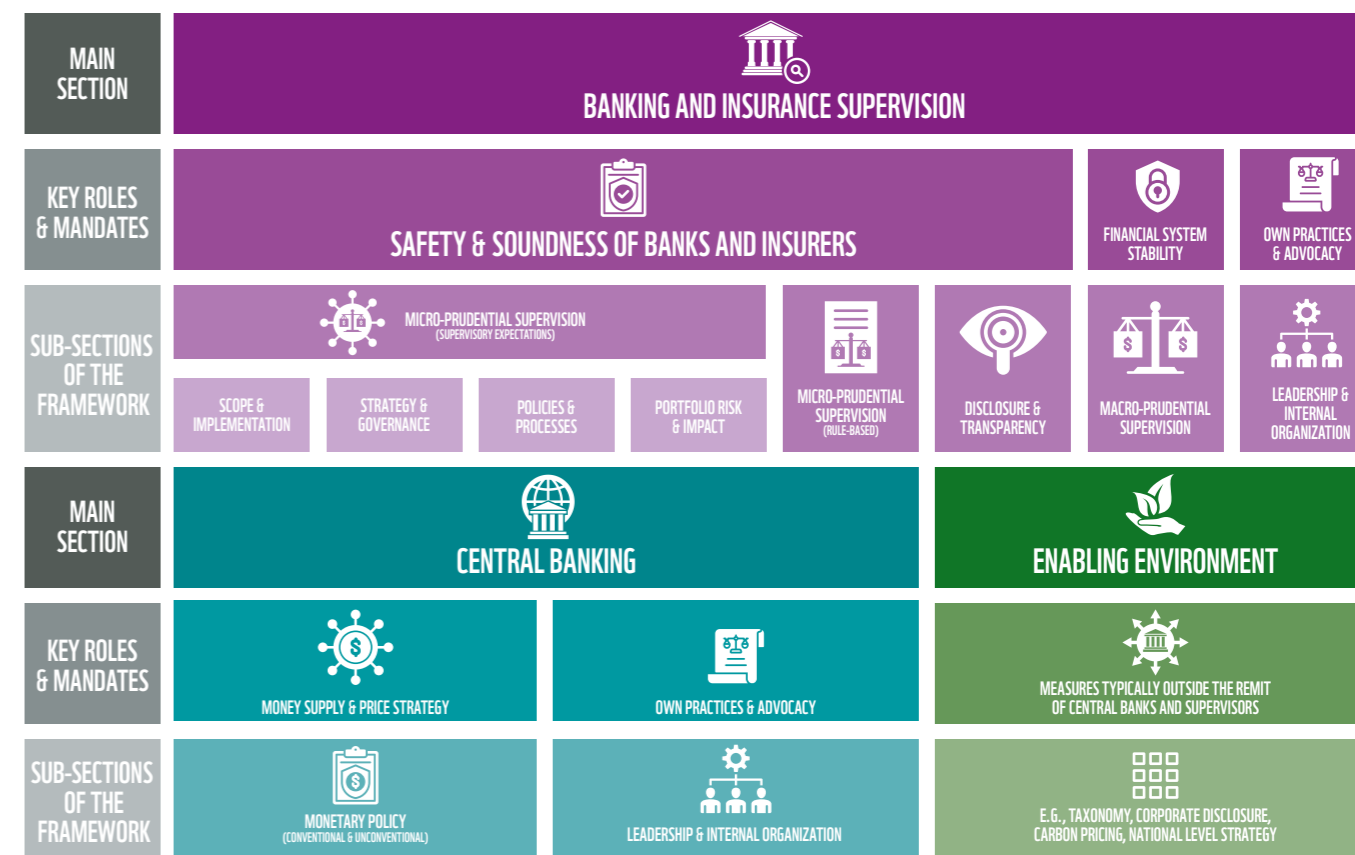 MAIN
SECTION
BANKING AND INSURANCE SUPERVISION
KEY ROLES
& MANDATES
SAFETY & SOUNDNESS OF BANKS AND INSURERS
FINANCIAL SYSTEM
STABILITY
OWN PRACTICES
& ADVOCACY
SUB-SECTIONS
OF THE
FRAMEWORK
MICRO-PRUDENTIAL SUPERVISION
(SUPERVISORY EXPECTATIONS)
SCOPE &
IMPLEMENTATION
STRATEGY &
GOVERNANCE
POLICIES &
PROCESSES
PORTFOLIO RISK
& IMPACT
MICRO-PRUDENTIAL
SUPERVISION
(RULE-BASED)
DISCLOSURE &
TRANSPARENCY
$ $
MACRO-PRUDENTIAL
SUPERVISION
LEADERSHIP &
INTERNAL
ORGANIZATION
MAIN
SECTION
CENTRAL BANKING
ENABLING ENVIRONMENT
KEY ROLES
& MANDATES
$
MONEY SUPPLY & PRICE STRATEGY
OWN PRACTICES & ADVOCACY
MEASURES TYPICALLY OUTSIDE THE REMIT
OF CENTRAL BANKS AND SUPERVISORS
SUB-SECTIONS
OF THE
FRAMEWORK
$
MONETARY POLICY
(CONVENTIONAL & UNCONVENTIONAL)
LEADERSHIP & INTERNAL ORGANIZATION
E.G., TAXONOMY, CORPORATE DISCLOSURE,
CARBON PRICING, NATIONAL LEVEL STRATEGY